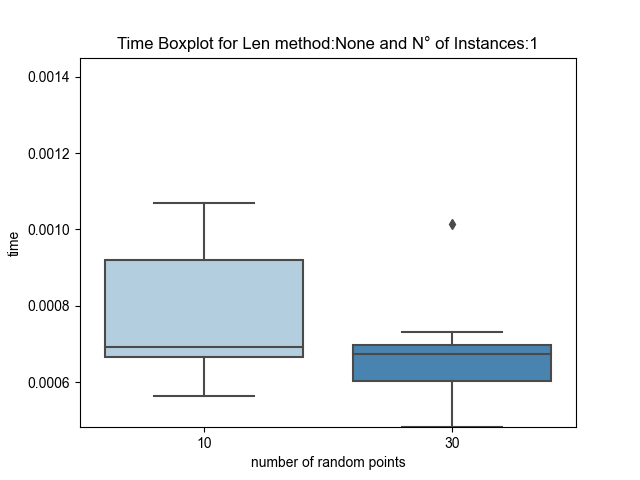 Time Boxplot for Len method:None and N° of Instances:1
0.0014
0.0012
0.0010
0.0008
0.0006
time
10 30
number of random points